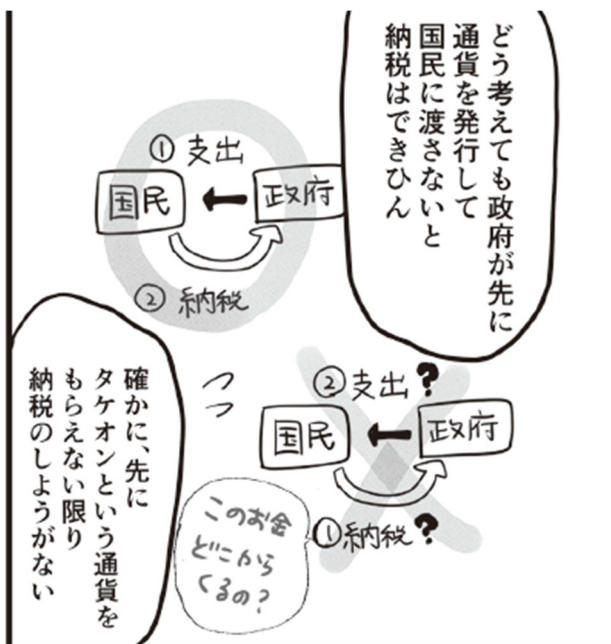 どう考えても政府が先に
通貨を発行して
国民に渡さないと
納税はできひん
① 支出
国民
政府
② 納税
② 支出?
国民
政府
① 納税?
このお金
どこから
くるの?
確かに、先に
タケオンという通貨を
もらえない限り
納税のしようがない